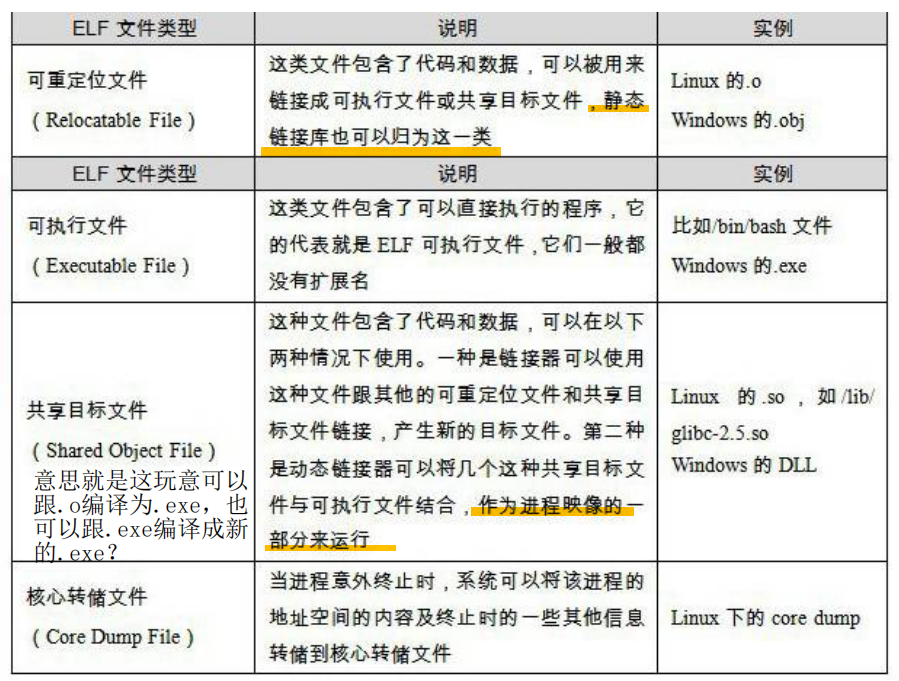 ELF 文件类型 说明 实例
可重定位文件
（Relocatable File）
这类文件包含了代码和数据，可以被用来
链接成可执行文件或共享目标文件，静态
链接库也可以归为这一类
Linux 的.o
Windows 的.obj
ELF 文件类型 说明 实例
可执行文件
（Executable File）
这类文件包含了可以直接执行的程序，它
的代表就是 ELF 可执行文件，它们一般都
没有扩展名
比如/bin/bash 文件
Windows 的.exe
共享目标文件
（Shared Object File）
意思就是这玩意可以
跟.o编译为.exe，也
可以跟.exe编译成新
的.exe？
这种文件包含了代码和数据，可以在以下
两种情况下使用。一种是链接器可以使用
这种文件跟其他的可重定位文件和共享目
标文件链接，产生新的目标文件。第二种
是动态链接器可以将几个这种共享目标文
件与可执行文件结合，作为进程映像的一
部分来运行
Linux 的.so，如/lib/
glibc-2.5.so
Windows 的 DLL
核心转储文件
（Core Dump File）
当进程意外终止时，系统可以将该进程的
地址空间的内容及终止时的一些其他信息
转储到核心转储文件
Linux 下的 core dump